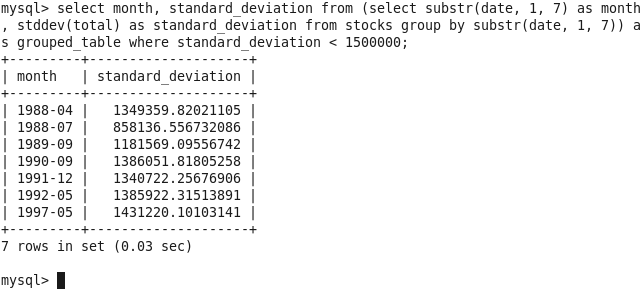 mysql> select month, standard_deviation from (select substr(date, 1, 7) as month
, stddev(total) as standard_deviation from stocks group by substr(date, 1, 7)) a
s grouped_table where standard_deviation < 1500000;
+---------+--------------------+
| month   | standard_deviation |
+---------+--------------------+
| 1988-04 |   1349359.82021105 |
| 1988-07 |   858136.556732086 |
| 1989-09 |   1181569.09556742 |
| 1990-09 |   1386051.81805258 |
| 1991-12 |   1340722.25676906 |
| 1992-05 |   1385922.31513891 |
| 1997-05 |   1431220.10103141 |
+---------+--------------------+
7 rows in set (0.03 sec)
mysql>